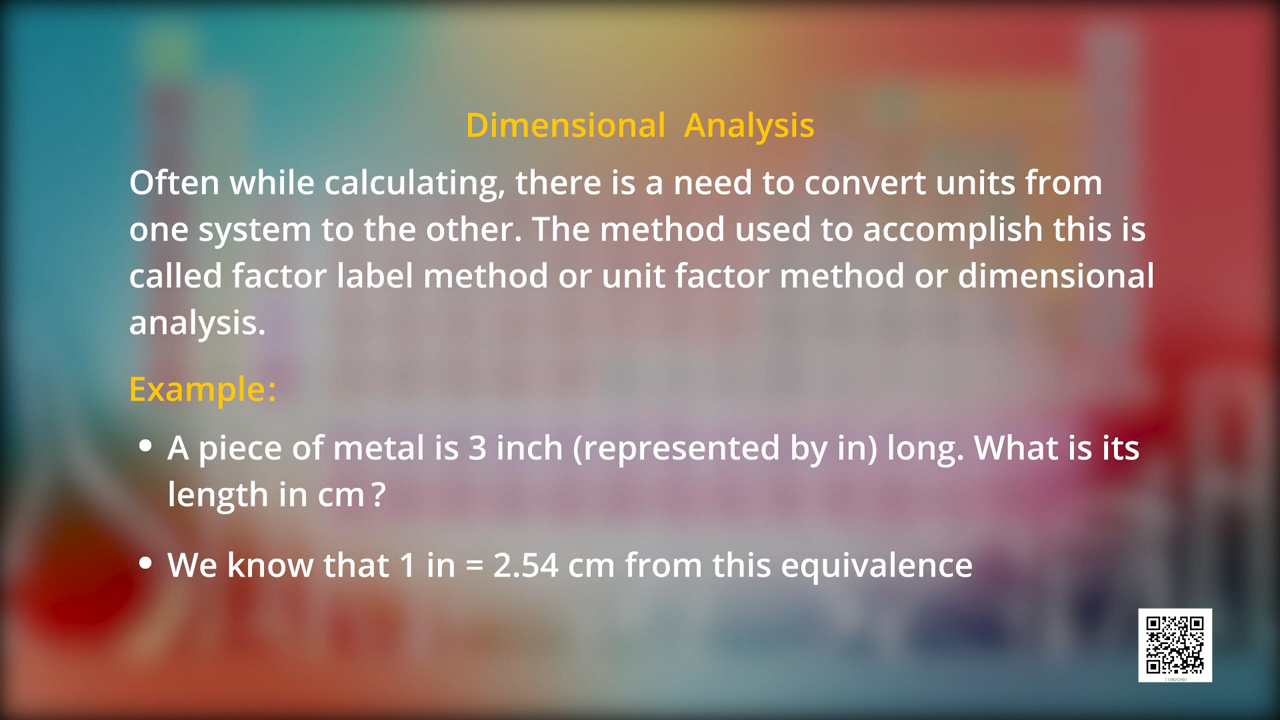 Dimensional Analysis
Often while calculating, there is a need to convert units from
one system to the other. The method used to accomplish this is
called factor label method or unit factor method or dimensional
analysis.
Example:
• A piece of metal is 3 inch (represented by in) long. What is its
length in cm ?
• We know that 1 in = 2.54 cm from this equivalence